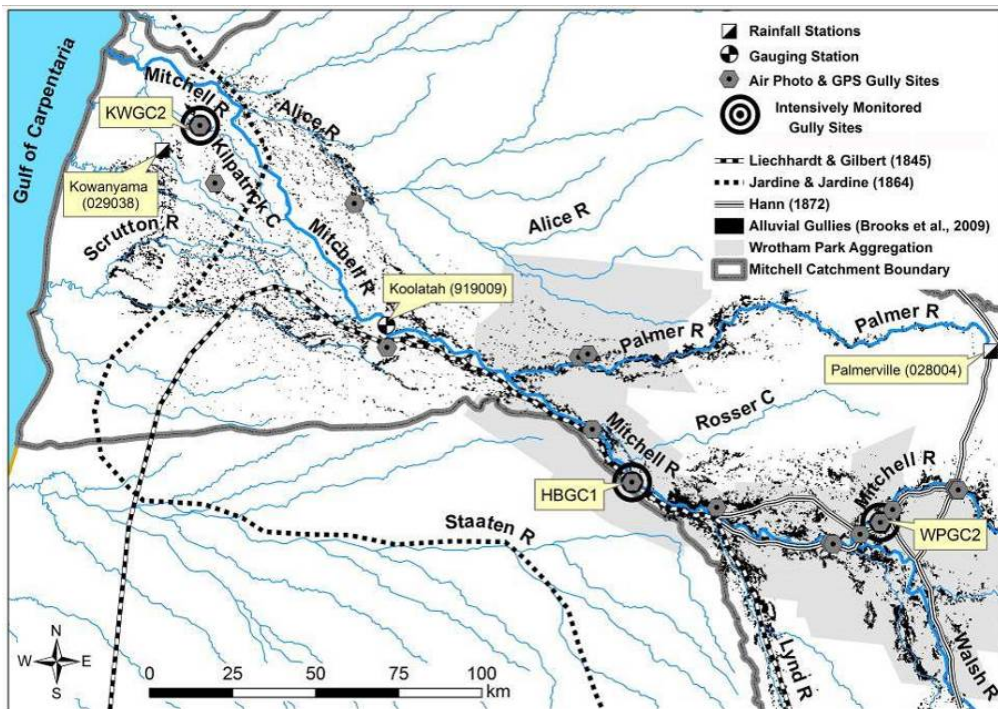 Rainfall Stations
Gauging Station
Air Photo & GPS Gully Sites
Intensively Monitored
Gully Sites
Liechhardt & Gilbert (1845)
Jardine & Jardine (1864)
Hann (1872)
Alluvial Gullies (Brooks et al., 2009)
Wrotham Park Aggregation
Mitchell Catchment Boundary
Gulf of Carpentaria
Mitchell R
KWGC2
Alice R
Kilpatrick C
Kowanyama
(029038)
Scrutton R
Mitchell R
Alice R
Koolatah (919009)
Palmer R
Palmer R
Palmerville (028004)
Rosser C
Mitchell R
HBGC1
Mitchell R
WPGC2
Staaten R
Lynd R
Walsh R
N
W E
S
0 25 50 75 100
km